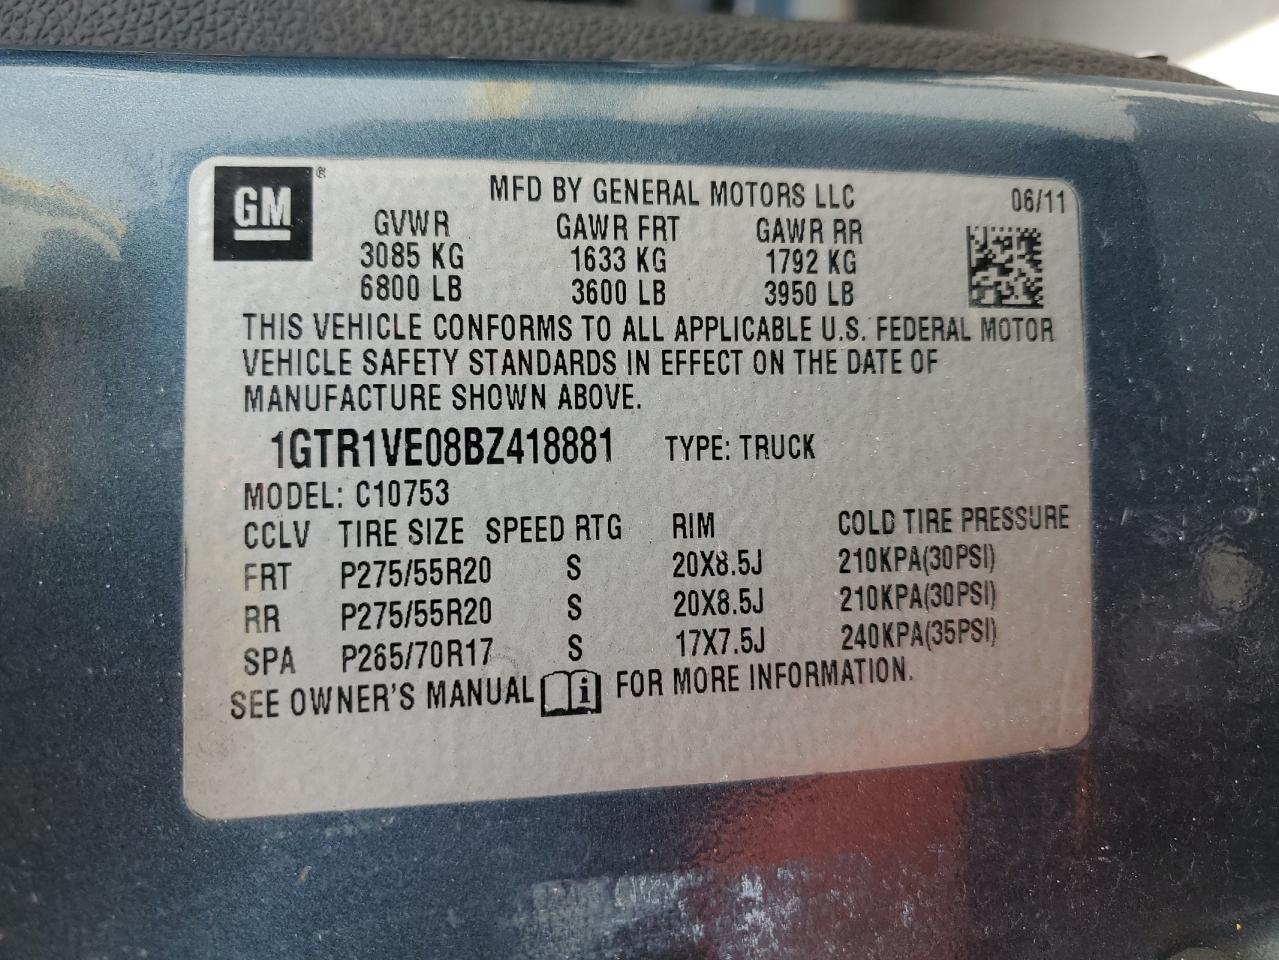 GM ®
MFD BY GENERAL MOTORS LLC 06/11
GVWR GAWR FRT GAWR RR
3085 KG 1633 KG 1792 KG
6800 LB 3600 LB 3950 LB
THIS VEHICLE CONFORMS TO ALL APPLICABLE U.S. FEDERAL MOTOR
VEHICLE SAFETY STANDARDS IN EFFECT ON THE DATE OF
MANUFACTURE SHOWN ABOVE.
1GTR1VE08BZ418881 TYPE: TRUCK
MODEL: C10753
CCLV TIRE SIZE SPEED RTG RIM COLD TIRE PRESSURE
FRT P275/55R20 S 20X8.5J 210KPA(30PSI)
RR P275/55R20 S 20X8.5J 210KPA(30PSI)
SPA P265/70R17 S 17X7.5J 240KPA(35PSI)
SEE OWNER'S MANUAL i FOR MORE INFORMATION.